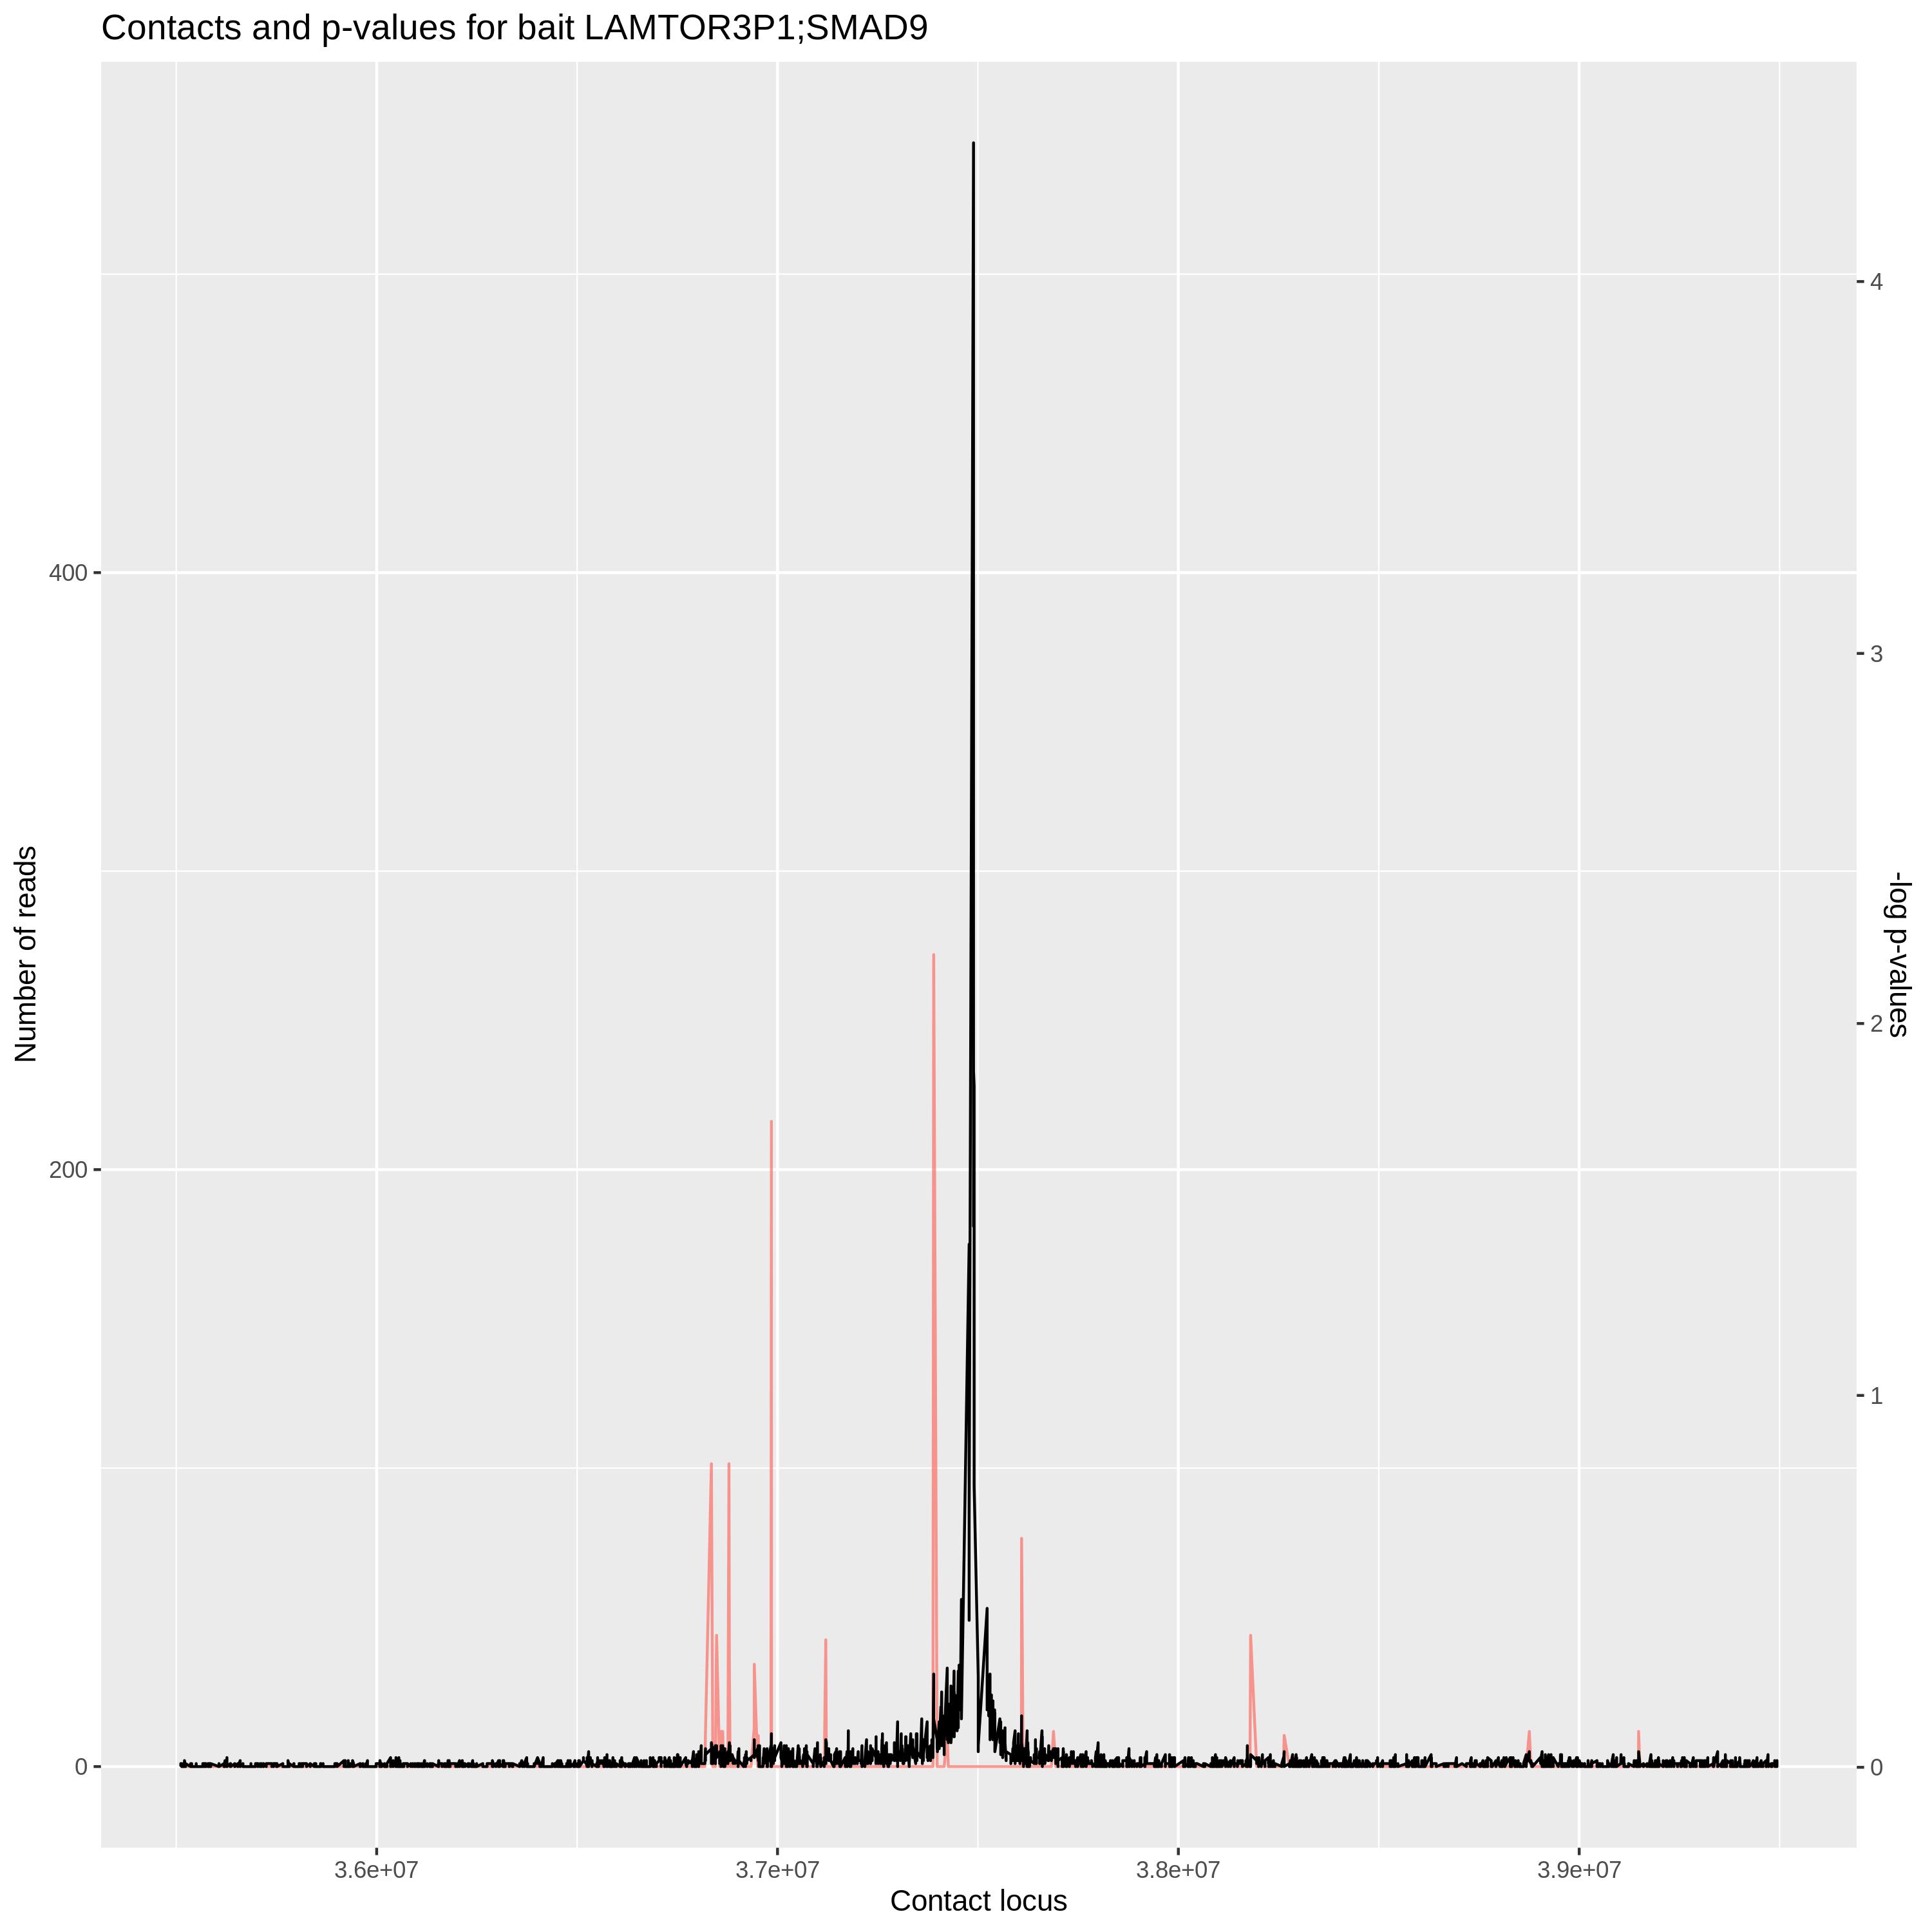 Contacts and p-values for bait LAMTOR3P1;SMAD9
Number of reads
400
200
0
4
3
2
1
0
-log p-values
3.6e+07
3.7e+07
3.8e+07
3.9e+07
Contact locus